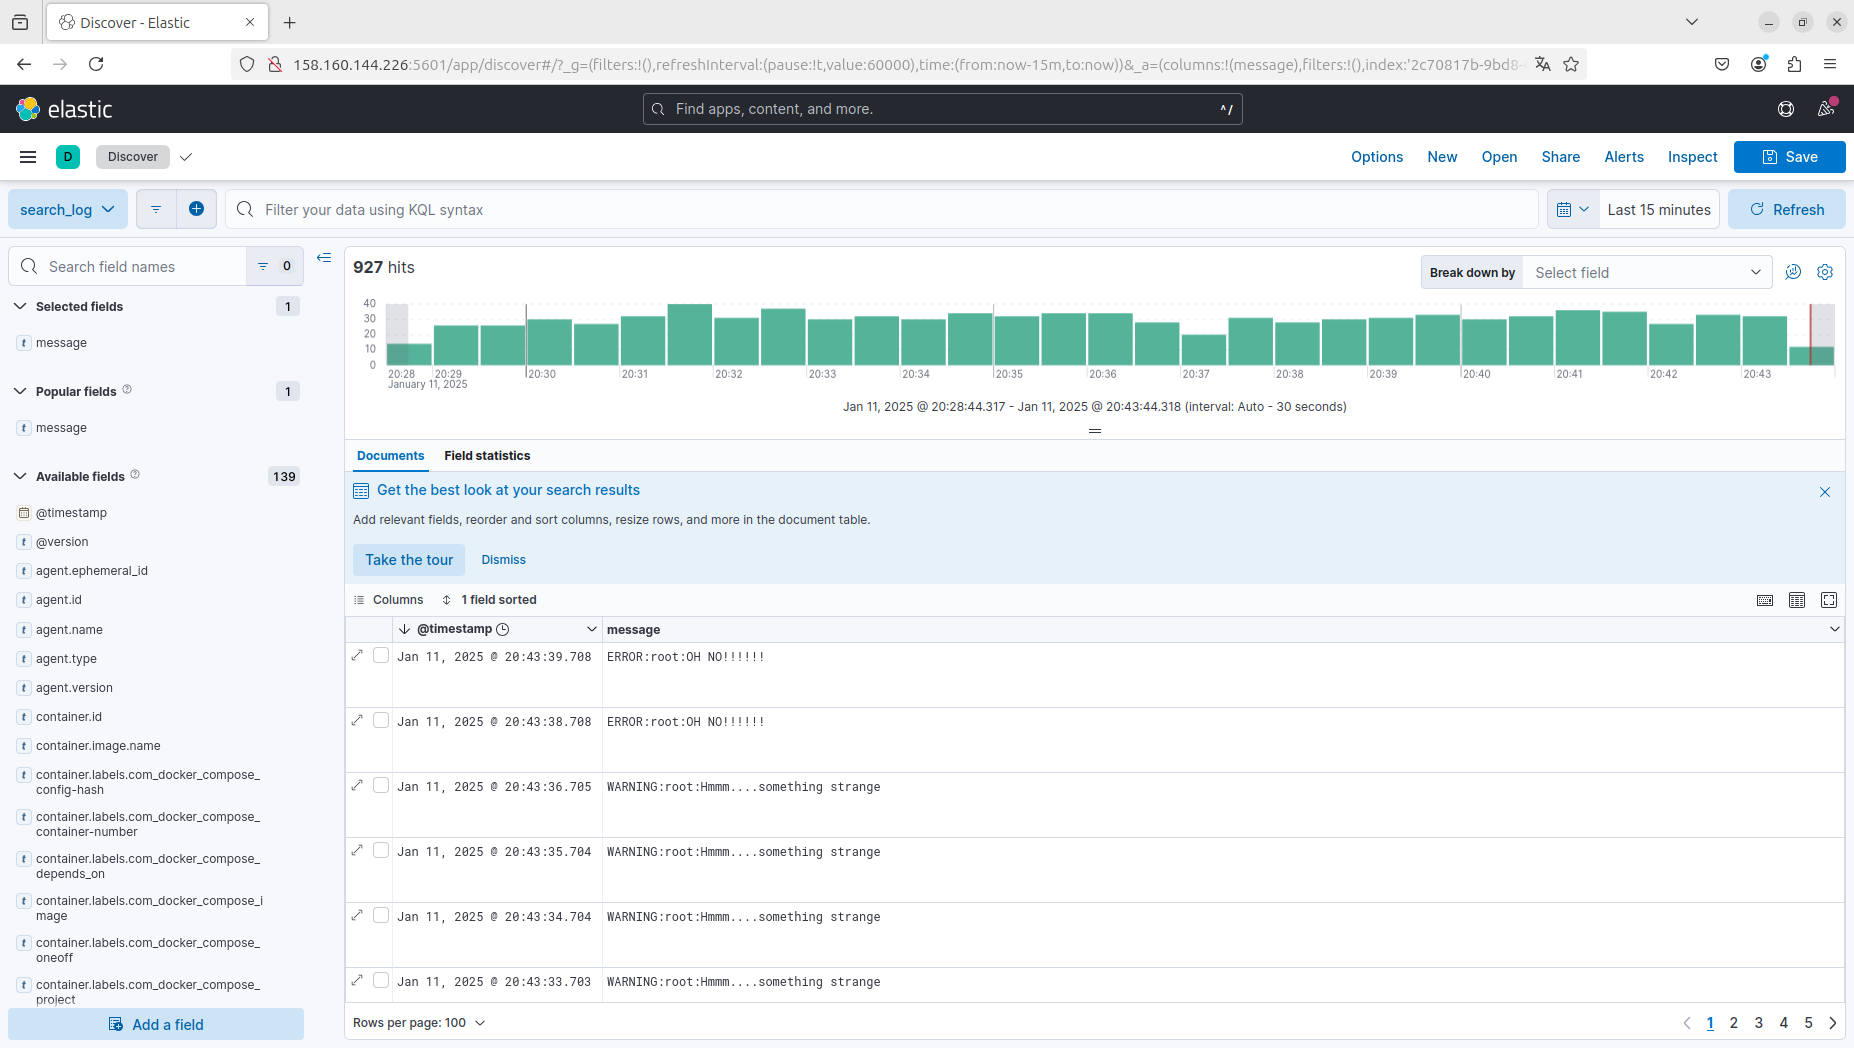 Discover - Elastic
158.160.144.226:5601/app/discover#/?_g=(filters:!(),refreshInterval:(pause:!t,value:60000),time:(from:now-15m,to:now))&_a=(columns:!(message),filters:!(),index:'2c70817b-9bd8-
elastic
Find apps, content, and more.
^/
D
Discover
Options
New
Open
Share
Alerts
Inspect
Save
search_log
Filter your data using KQL syntax
Last 15 minutes
Refresh
Search field names
0
Selected fields
1
message
Popular fields
1
message
Available fields
139
@timestamp
@version
agent.ephemeral_id
agent.id
agent.name
agent.type
agent.version
container.id
container.image.name
container.labels.com_docker_compose_
config-hash
container.labels.com_docker_compose_
container-number
container.labels.com_docker_compose_
depends_on
container.labels.com_docker_compose_i
mage
container.labels.com_docker_compose_
oneoff
container.labels.com_docker_compose_
project
Add a field
927 hits
Break down by
Select field
40
30
20
10
0
20:28 20:29 20:30 20:31 20:32 20:33 20:34 20:35 20:36 20:37 20:38 20:39 20:40 20:41 20:42 20:43
January 11, 2025
Jan 11, 2025 @ 20:28:44.317 - Jan 11, 2025 @ 20:43:44.318 (interval: Auto - 30 seconds)
Documents
Field statistics
Get the best look at your search results
Add relevant fields, reorder and sort columns, resize rows, and more in the document table.
Take the tour
Dismiss
Columns
1 field sorted
@timestamp
message
Jan 11, 2025 @ 20:43:39.708 ERROR:root:OH NO!!!!!!
Jan 11, 2025 @ 20:43:38.708 ERROR:root:OH NO!!!!!!
Jan 11, 2025 @ 20:43:36.705 WARNING:root:Hmmm....something strange
Jan 11, 2025 @ 20:43:35.704 WARNING:root:Hmmm....something strange
Jan 11, 2025 @ 20:43:34.704 WARNING:root:Hmmm....something strange
Jan 11, 2025 @ 20:43:33.703 WARNING:root:Hmmm....something strange
Rows per page: 100
1 2 3 4 5